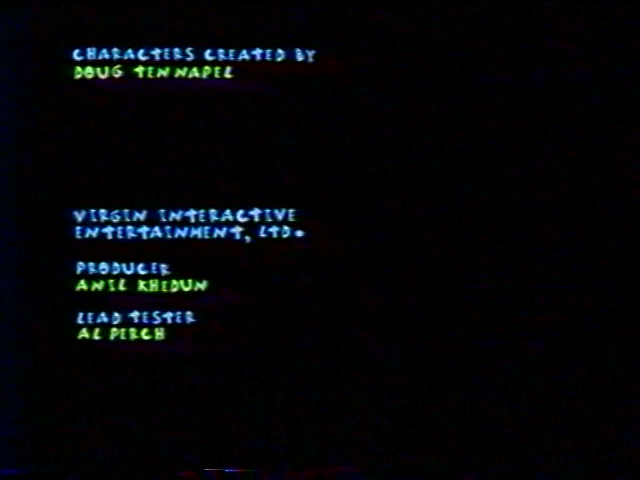 CHARACTERS CREATED BY
DOUG TENNAPEL
VIRGIN INTERACTIVE
ENTERTAINMENT, LTD.
PRODUCER
ANIL KHEDUN
LEAD TESTER
AL PERCH